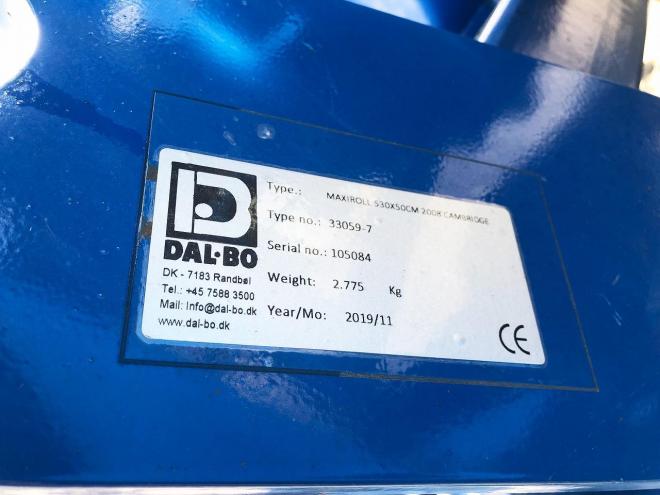 DAL·BO
DK - 7183 Randbøl
Tel.: +45 7588 3500
Mail: Info@dal-bo.dk
www.dal-bo.dk
Type.: MAXIROLL 530X50CM 2008 CAMBRIDGE
Type no.: 33059-7
Serial no.: 105084
Weight: 2.775 Kg
Year/Mo: 2019/11
CE